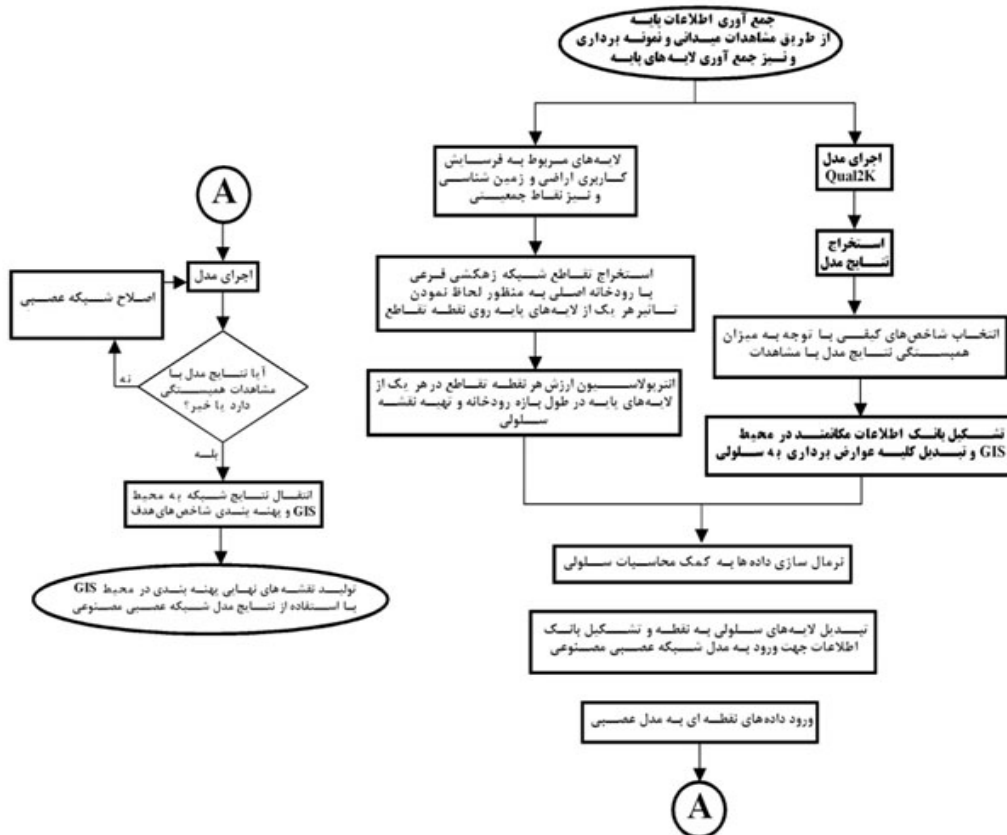 جمع آوری اطلاعات پایه
از طریق مشاهدات میدانی و نمونه برداری
و نیز جمع آوری لایه‌های پایه
لایه‌های مربوط به فرسایش
کاربری اراضی و زمین شناسی
و نیز نقاط جمعیتی
اجرای مدل
Qual2K
استخراج
نتایج مدل
استخراج تقاطع شبکه زهکشی فرعی
با رودخانه اصلی به منظور لحاظ نمودن
تاثیر هر یک از لایه‌های پایه روی نقطه تقاطع
انتخاب شاخص‌های کیفی با توجه به میزان
همبستگی نتایج مدل با مشاهدات
انترپولاسیون ارزش هر نقطه تقاطع در هر یک از
لایه‌های پایه در طول بازه رودخانه و تهیه نقشه
سلولی
تشکیل بانک اطلاعات مکانمند در محیط
GIS و تبدیل کلیه عوارض برداری به سلولی
نرمال سازی داده ها به کمک محاسبات سلولی
تبدیل لایه‌های سلولی به نقطه و تشکیل بانک
اطلاعات جهت ورود به مدل شبکه عصبی مصنوعی
ورود داده‌های نقطه ای به مدل عصبی
A
A
اجرای مدل
اصلاح شبکه عصبی
آیا نتایج مدل با
مشاهدات همبستگی
دارد یا خیر؟
نه
بله
انتقال نتایج شبکه به محیط
GIS و پهنه بندی شاخص‌های هدف
تولید نقشه‌های نهایی پهنه بندی در محیط GIS
با استفاده از نتایج مدل شبکه عصبی مصنوعی